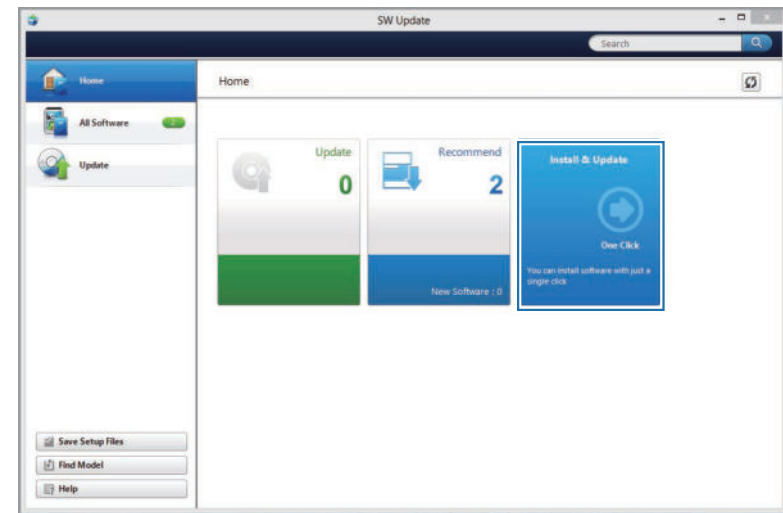 SW Update
Search
Home
Home
All Software
Update
Update
0
Recommend
2
New Software : 0
Install & Update
One Click
You can install software with just a
single click
Save Setup Files
Find Model
Help